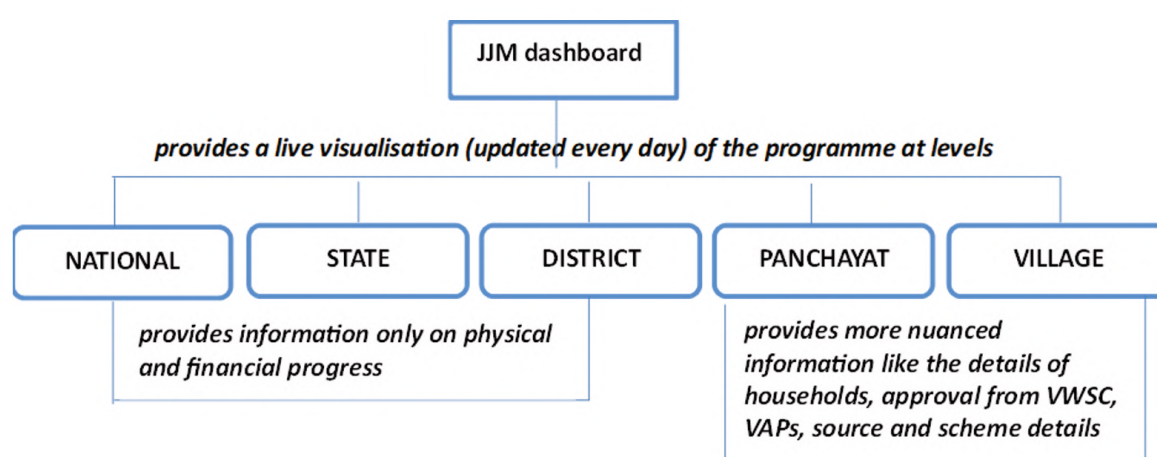 JJM dashboard
provides a live visualisation (updated every day) of the programme at levels
NATIONAL
STATE
DISTRICT
PANCHAYAT
VILLAGE
provides information only on physical
and financial progress
provides more nuanced
information like the details of
households, approval from VWSC,
VAPs, source and scheme details